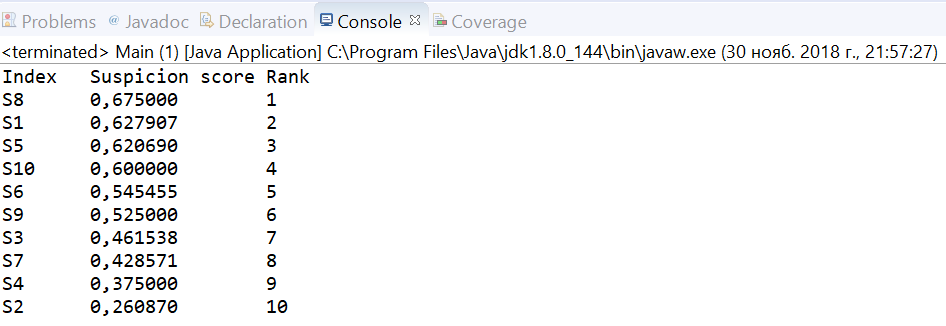 Problems @ Javadoc Declaration Console Coverage
<terminated> Main (1) [Java Application] C:\Program Files\Java\jdk1.8.0_144\bin\javaw.exe (30 нояб. 2018 г., 21:57:27)
Index Suspicion score Rank
S8 0,675000 1
S1 0,627907 2
S5 0,620690 3
S10 0,600000 4
S6 0,545455 5
S9 0,525000 6
S3 0,461538 7
S7 0,428571 8
S4 0,375000 9
S2 0,260870 10